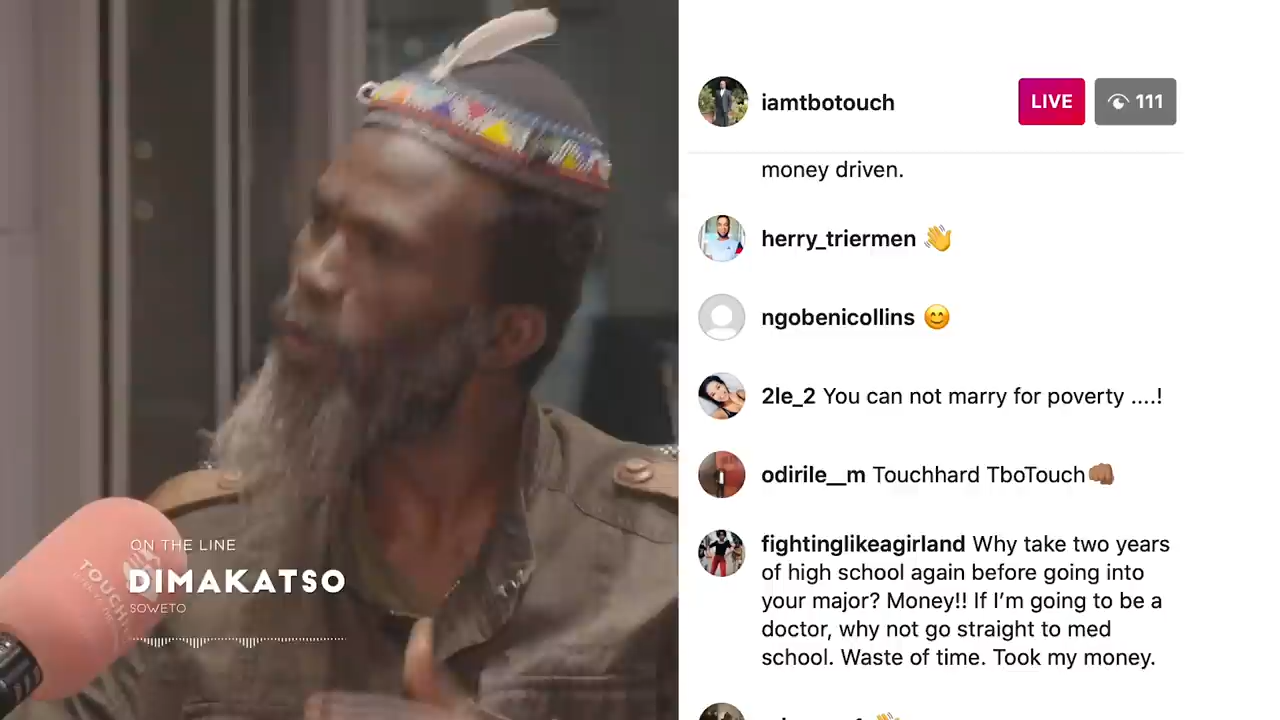 iamtbotouch
LIVE
111
money driven.
herry_triermen 👋
ngobenicollins 😊
2le_2 You can not marry for poverty ....!
odirile__m Touchhard TboTouch👊🏾
fightinglikeagirland Why take two years
of high school again before going into
your major? Money!! If I’m going to be a
doctor, why not go straight to med
school. Waste of time. Took my money.
ON THE LINE
DIMAKATSO
SOWETO